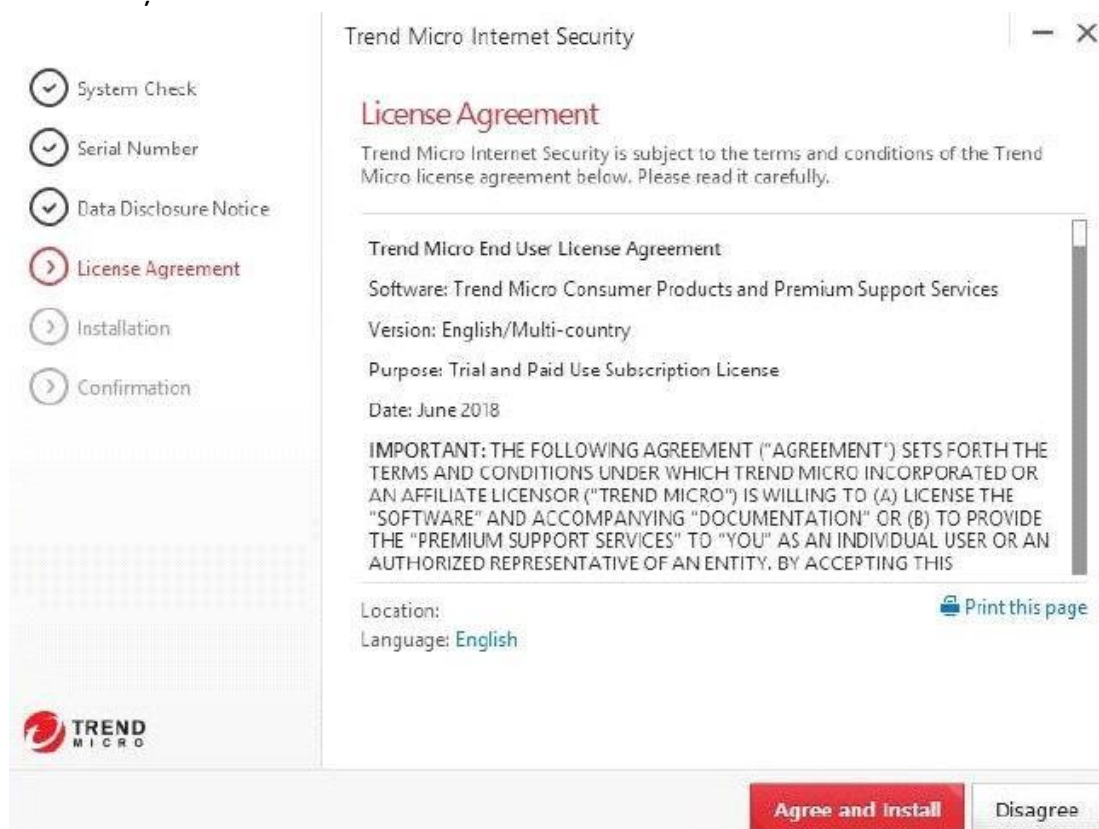 Trend Micro Internet Security
System Check
Serial Number
Data Disclosure Notice
License Agreement
Installation
Confirmation
License Agreement
Trend Micro Internet Security is subject to the terms and conditions of the Trend
Micro license agreement below. Please read it carefully.
Trend Micro End User License Agreement
Software: Trend Micro Consumer Products and Premium Support Services
Version: English/Multi-country
Purpose: Trial and Paid Use Subscription License
Date: June 2018
IMPORTANT: THE FOLLOWING AGREEMENT ("AGREEMENT") SETS FORTH THE
TERMS AND CONDITIONS UNDER WHICH TREND MICRO INCORPORATED OR
AN AFFILIATE LICENSOR ("TREND MICRO") IS WILLING TO (A) LICENSE THE
"SOFTWARE" AND ACCOMPANYING "DOCUMENTATION" OR (B) TO PROVIDE
THE "PREMIUM SUPPORT SERVICES" TO "YOU" AS AN INDIVIDUAL USER OR AN
AUTHORIZED REPRESENTATIVE OF AN ENTITY. BY ACCEPTING THIS
Location:
Print this page
Language: English
TREND
MICRO
Agree and Install
Disagree